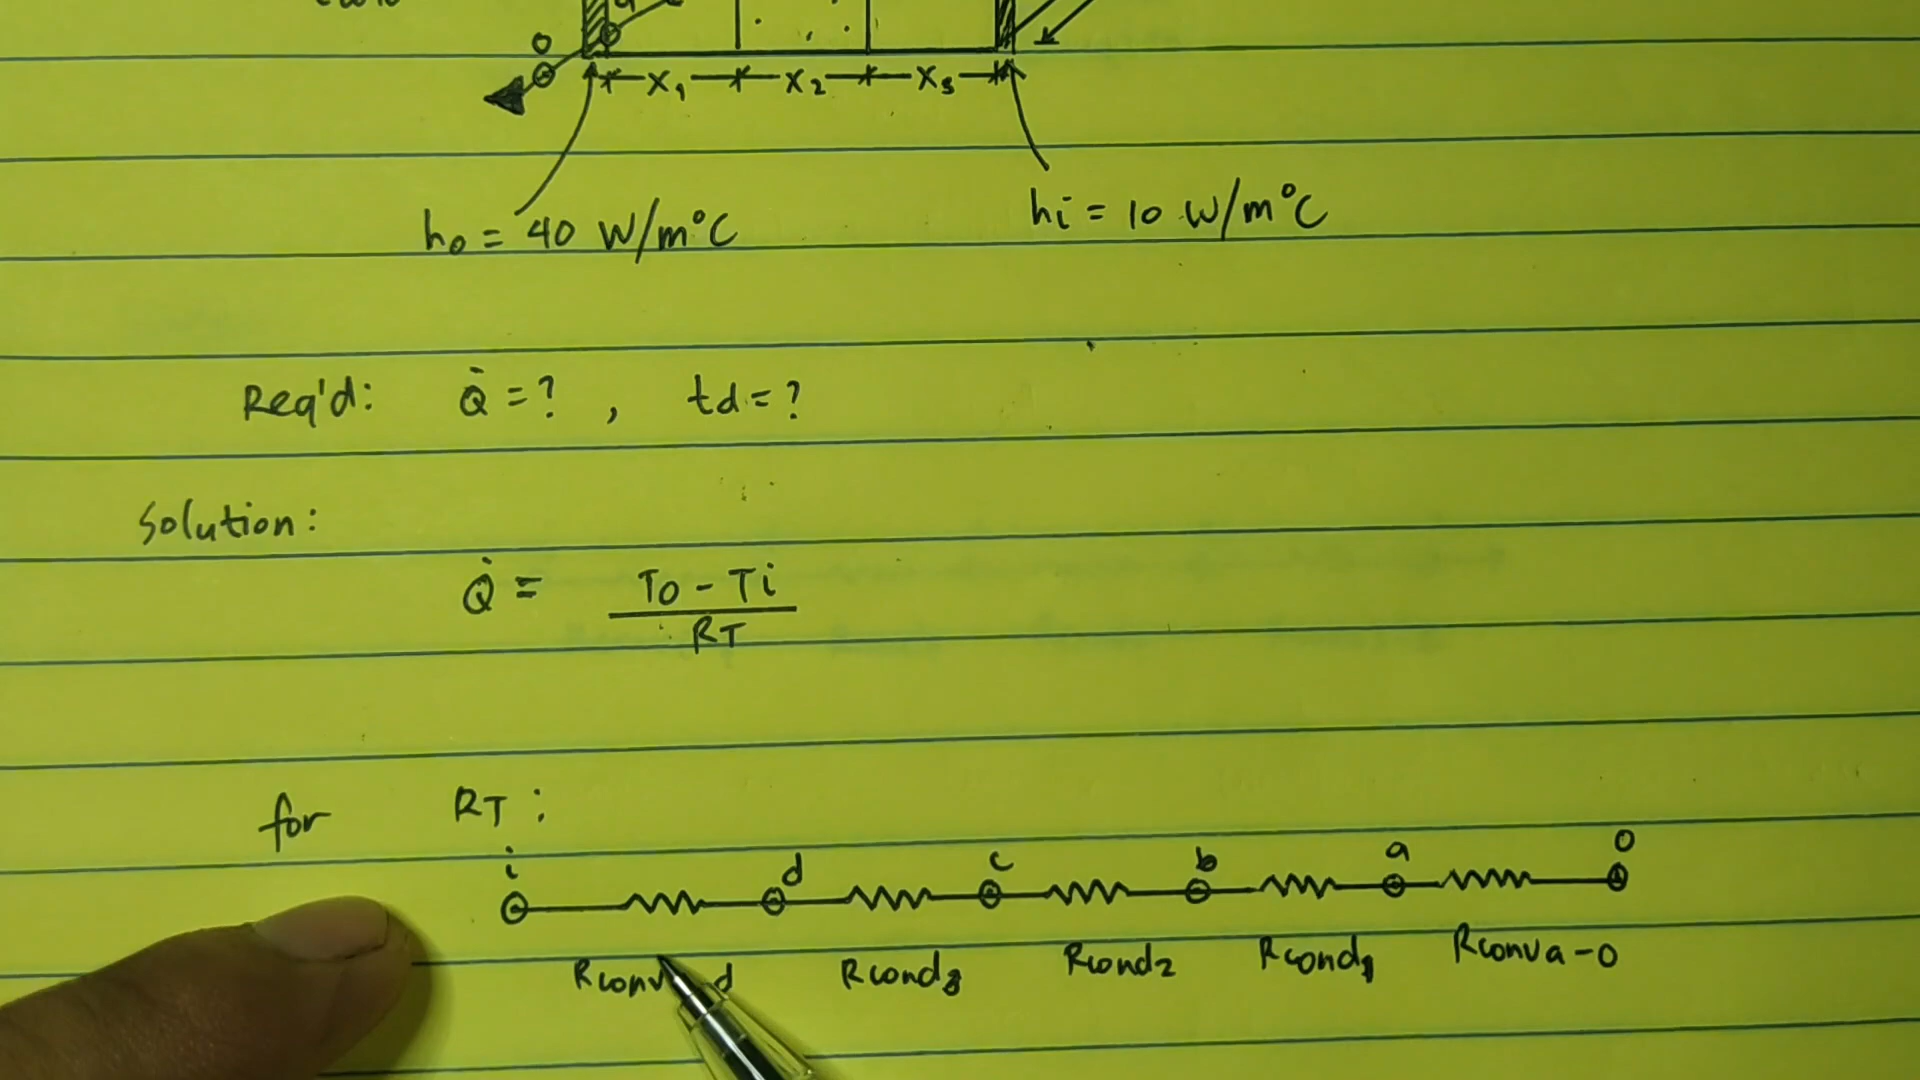 o a
x₁ x₂ x₃
ho = 40 W/m°C hi = 10 W/m°C
Req'd: Q̇ = ? , td = ?
Solution:
Q̇ = To - Ti
RT
for RT :
i d c b a o
Rconv d Rcond3 Rcond2 Rcond1 Rconva-o